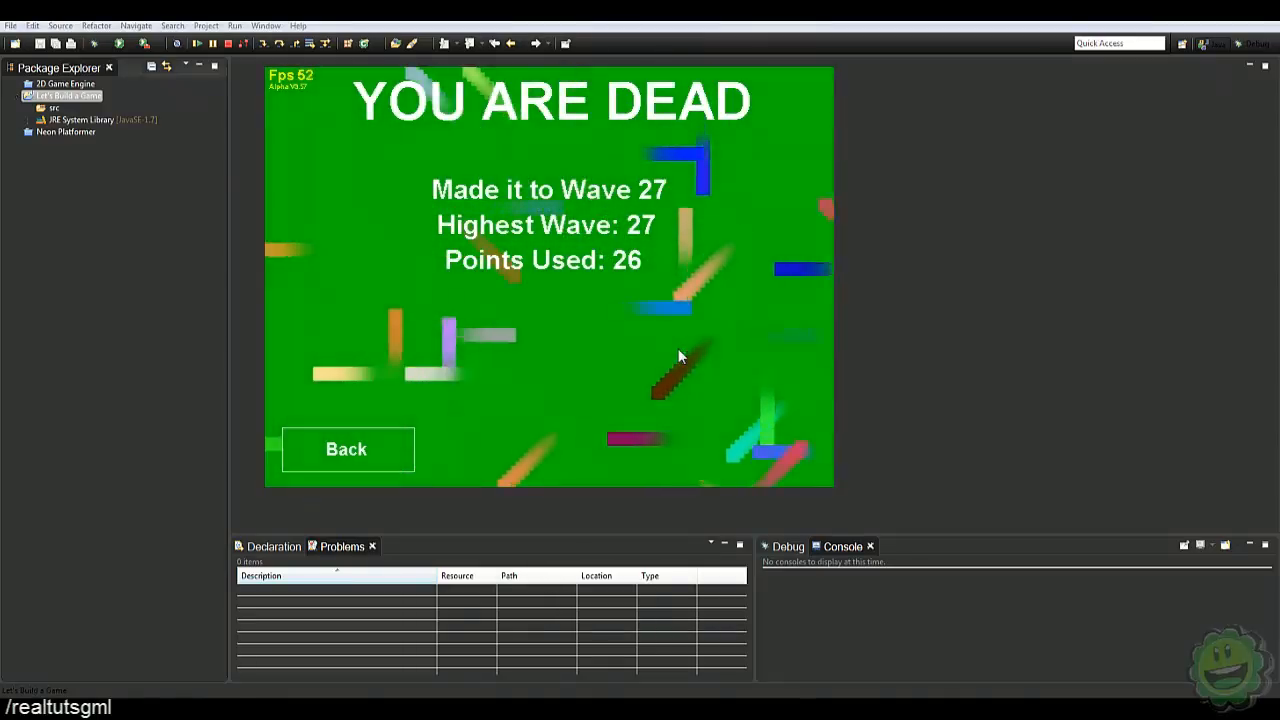 File Edit Source Refactor Navigate Search Project Run Window Help
Quick Access
Debug
Package Explorer
2D Game Engine
Let's Build a Game
src
JRE System Library [JavaSE-1.7]
Neon Platformer
Fps 52
Alpha V3.57
YOU ARE DEAD
Made it to Wave 27
Highest Wave: 27
Points Used: 26
Back
Declaration Problems
0 items
Description Resource Path Location Type
Debug Console
No consoles to display at this time.
Let's Build a Game
/realtutsgml